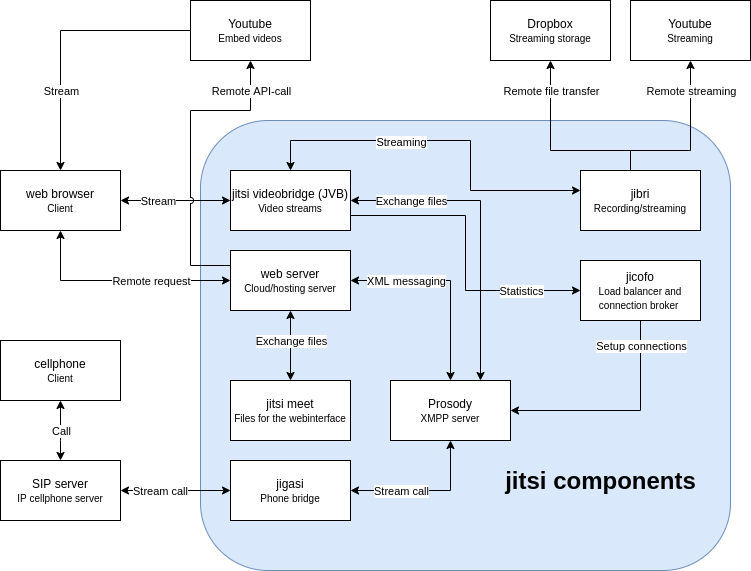 Youtube
Embed videos
Dropbox
Streaming storage
Youtube
Streaming
Stream
Remote API-call
Remote file transfer
Remote streaming
Streaming
web browser
Client
Stream
jitsi videobridge (JVB)
Video streams
Exchange files
jibri
Recording/streaming
web server
Cloud/hosting server
Remote request
XML messaging
Statistics
jicofo
Load balancer and
connection broker
Exchange files
Setup connections
cellphone
Client
jitsi meet
Files for the webinterface
Prosody
XMPP server
Call
SIP server
IP cellphone server
Stream call
jigasi
Phone bridge
Stream call
jitsi components